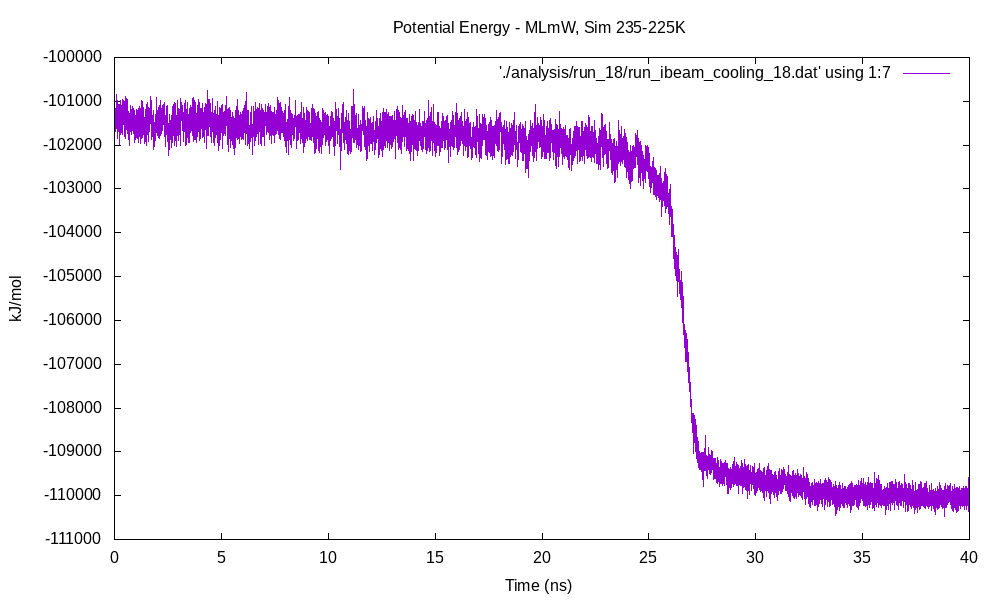 Potential Energy - MLmW, Sim 235-225K
'./analysis/run_18/run_ibeam_cooling_18.dat' using 1:7
-100000
-101000
-102000
-103000
-104000
-105000
-106000
-107000
-108000
-109000
-110000
-111000
kJ/mol
0 5 10 15 20 25 30 35 40
Time (ns)